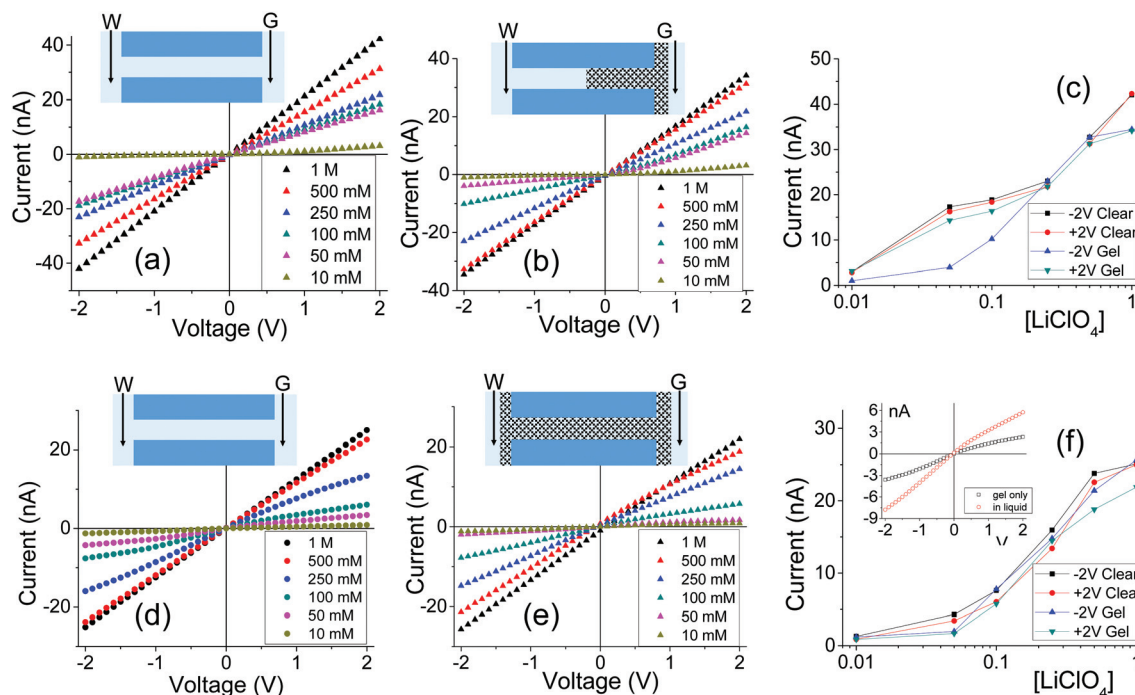 W
G
40
20
0
-20
-40
-2
-1
0
1
2
Current (nA)
Voltage (V)
1 M
500 mM
250 mM
100 mM
50 mM
10 mM
(a)
W
G
40
20
0
-20
-40
-2
-1
0
1
2
Current (nA)
Voltage (V)
1 M
500 mM
250 mM
100 mM
50 mM
10 mM
(b)
(c)
50
40
30
20
10
0
0.01
0.1
1
Current (nA)
[LiClO4]
-2V Clear
+2V Clear
-2V Gel
+2V Gel
W
G
20
0
-20
-2
-1
0
1
2
Current (nA)
Voltage (V)
1 M
500 mM
250 mM
100 mM
50 mM
10 mM
(d)
W
G
20
0
-20
-2
-1
0
1
2
Current (nA)
Voltage (V)
1 M
500 mM
250 mM
100 mM
50 mM
10 mM
(e)
30
20
10
0
0.01
0.1
1
Current (nA)
[LiClO4]
nA
6
3
0
-3
-6
-9
-2
-1
0
1
2
V
gel only
in liquid
(f)
-2V Clear
+2V Clear
-2V Gel
+2V Gel